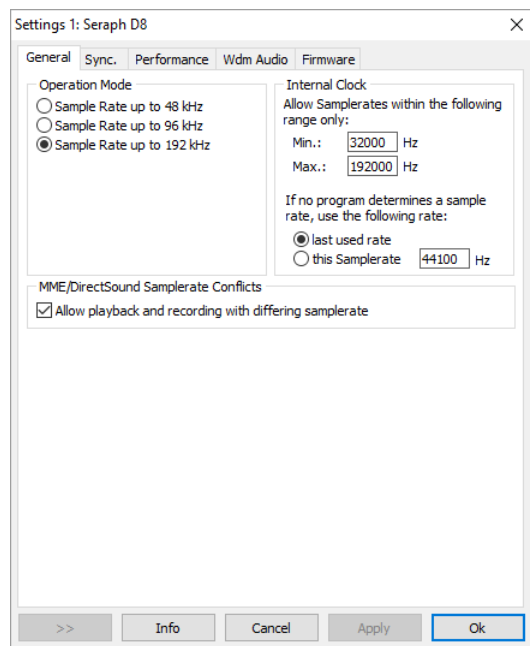 Settings 1: Seraph D8
General Sync. Performance Wdm Audio Firmware
Operation Mode
Sample Rate up to 48 kHz
Sample Rate up to 96 kHz
Sample Rate up to 192 kHz
Internal Clock
Allow Samplerates within the following
range only:
Min.: 32000 Hz
Max.: 192000 Hz
If no program determines a sample
rate, use the following rate:
last used rate
this Samplerate 44100 Hz
MME/DirectSound Samplerate Conflicts
Allow playback and recording with differing samplerate
>> Info Cancel Apply Ok